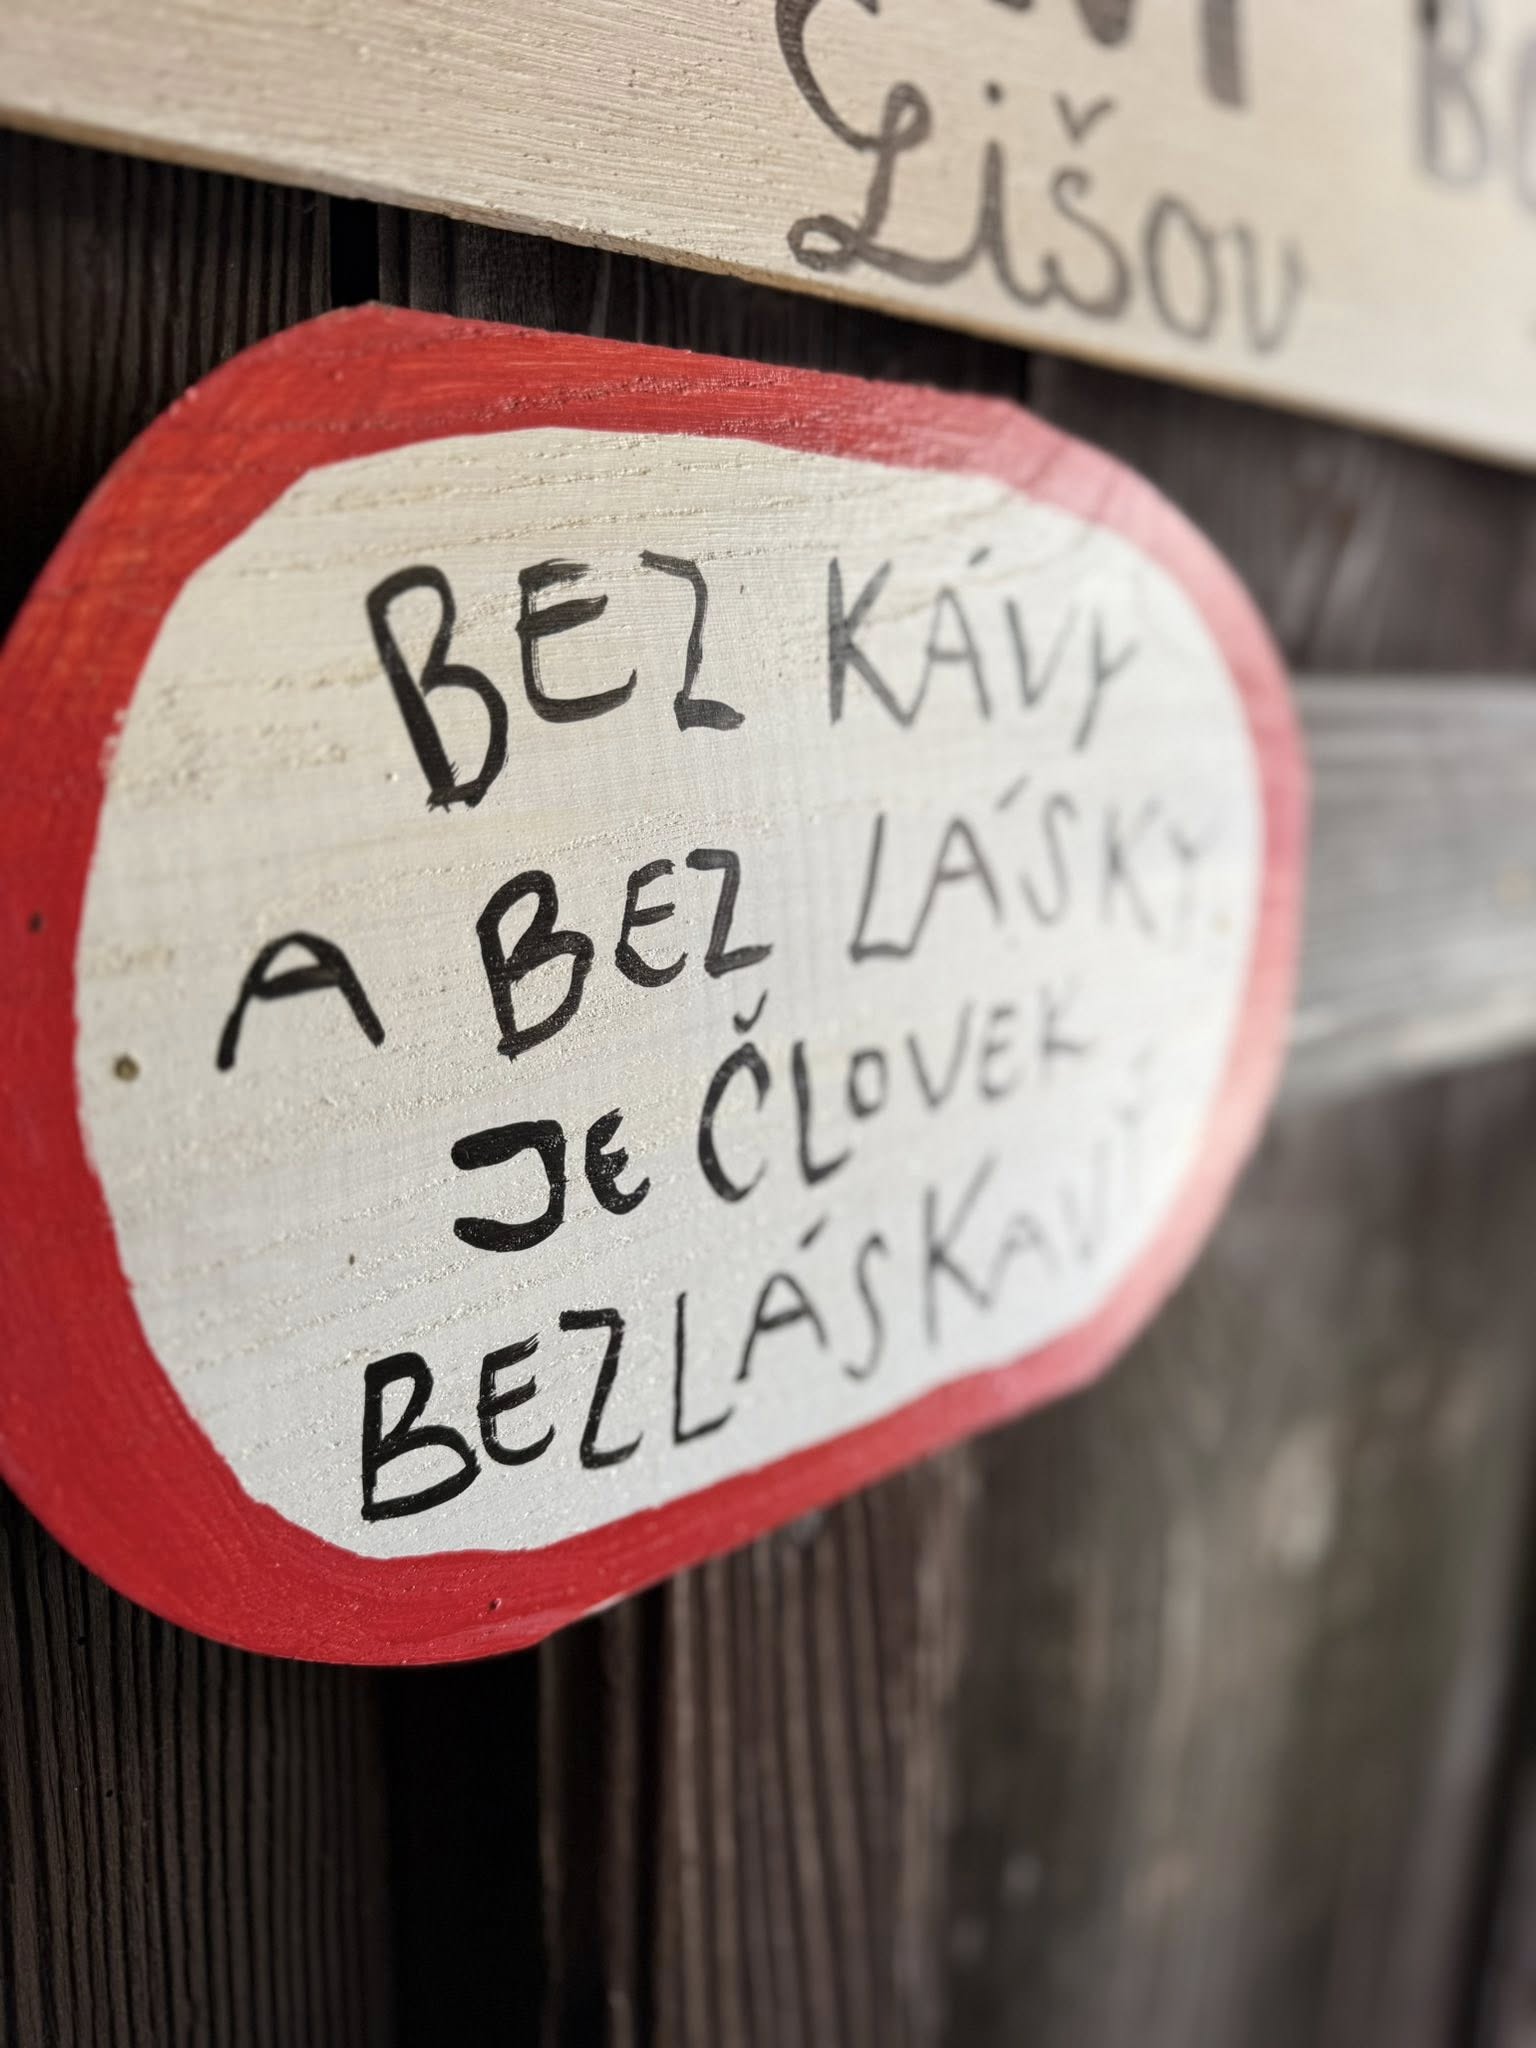 Lišov
BEZ KÁVY
A BEZ LÁSKY
JE ČLOVEK
BEZLÁSKAVÝ